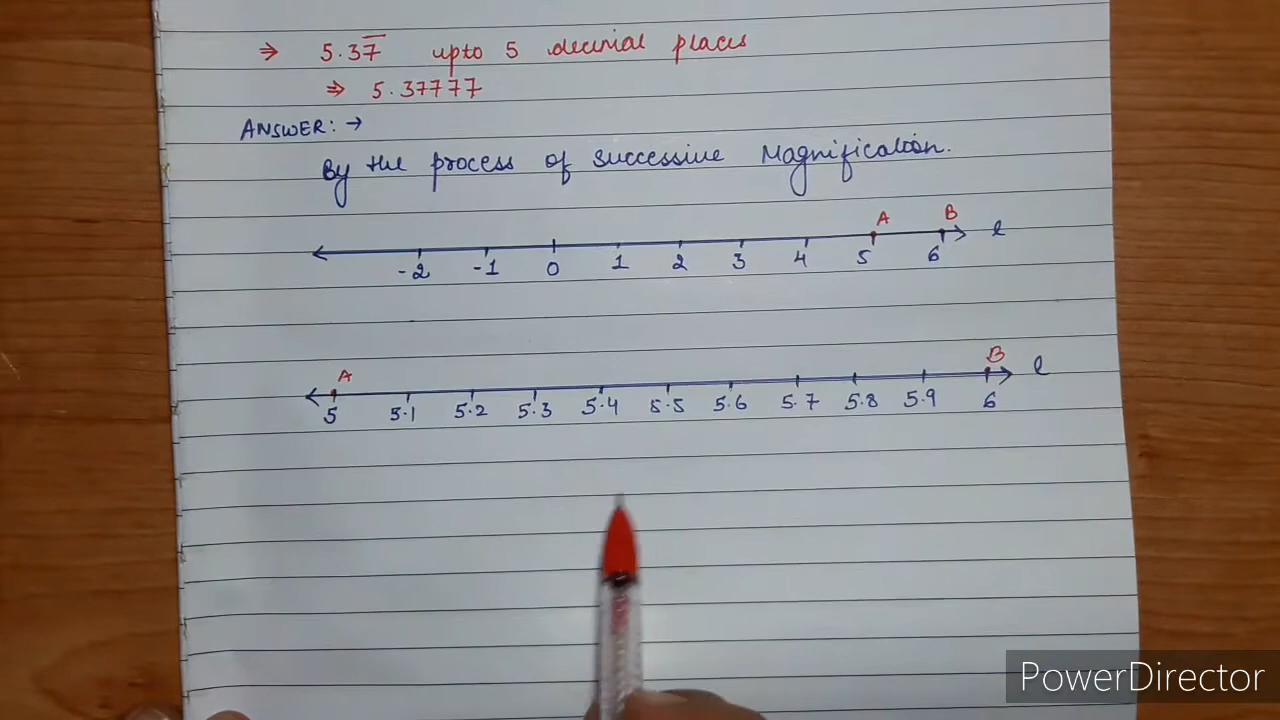 ⇒ 5.37̅ upto 5 decimal places
⇒ 5.37777
ANSWER: →
By the process of successive Magnification.
A B
-2 -1 0 1 2 3 4 5 6 l
A B
5 5.1 5.2 5.3 5.4 5.5 5.6 5.7 5.8 5.9 6 l
PowerDirector